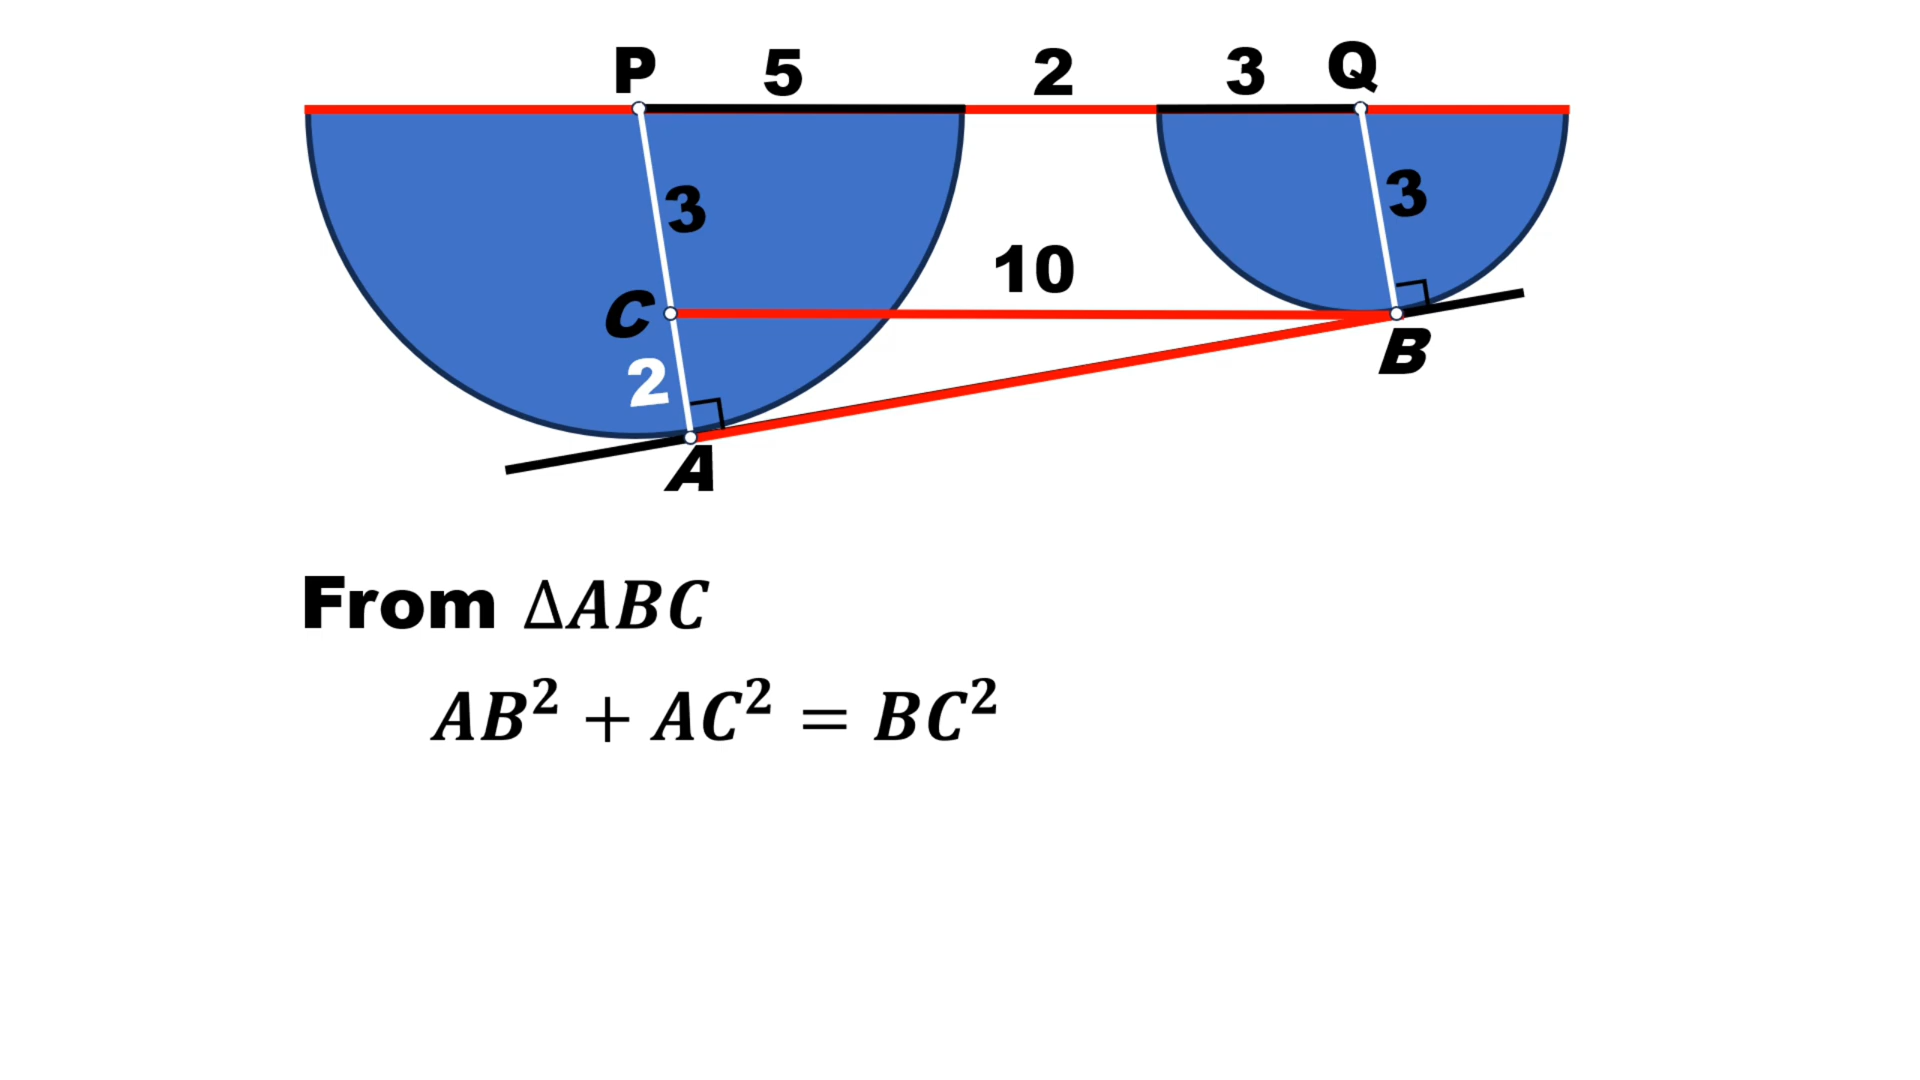 P 5 2 3 Q
3 3
10
C
B
2
A
From ΔABC
AB² + AC² = BC²